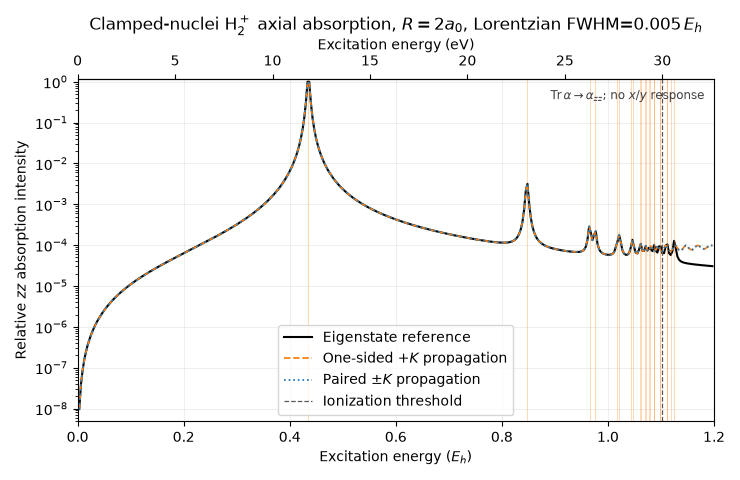 Clamped-nuclei H₂⁺ axial absorption, R = 2a₀, Lorentzian FWHM=0.005 Eₕ
Excitation energy (eV)
0 5 10 15 20 25 30
Tr α → α_zz; no x/y response
Relative zz absorption intensity
10⁰
10⁻¹
10⁻²
10⁻³
10⁻⁴
10⁻⁵
10⁻⁶
10⁻⁷
10⁻⁸
Eigenstate reference
One-sided +K propagation
Paired ±K propagation
Ionization threshold
0.0 0.2 0.4 0.6 0.8 1.0 1.2
Excitation energy (Eₕ)